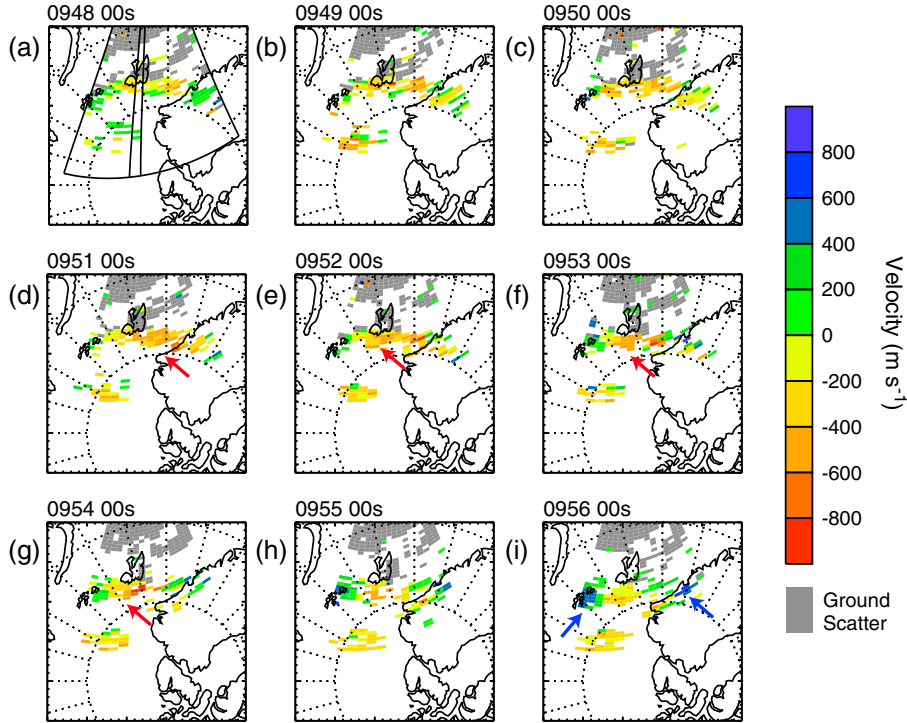 0948 00s
0949 00s
0950 00s
(a)
(b)
(c)
0951 00s
0952 00s
0953 00s
(d)
(e)
(f)
0954 00s
0955 00s
0956 00s
(g)
(h)
(i)
800
600
400
200
0
-200
-400
-600
-800
Velocity (m s-1)
Ground
Scatter